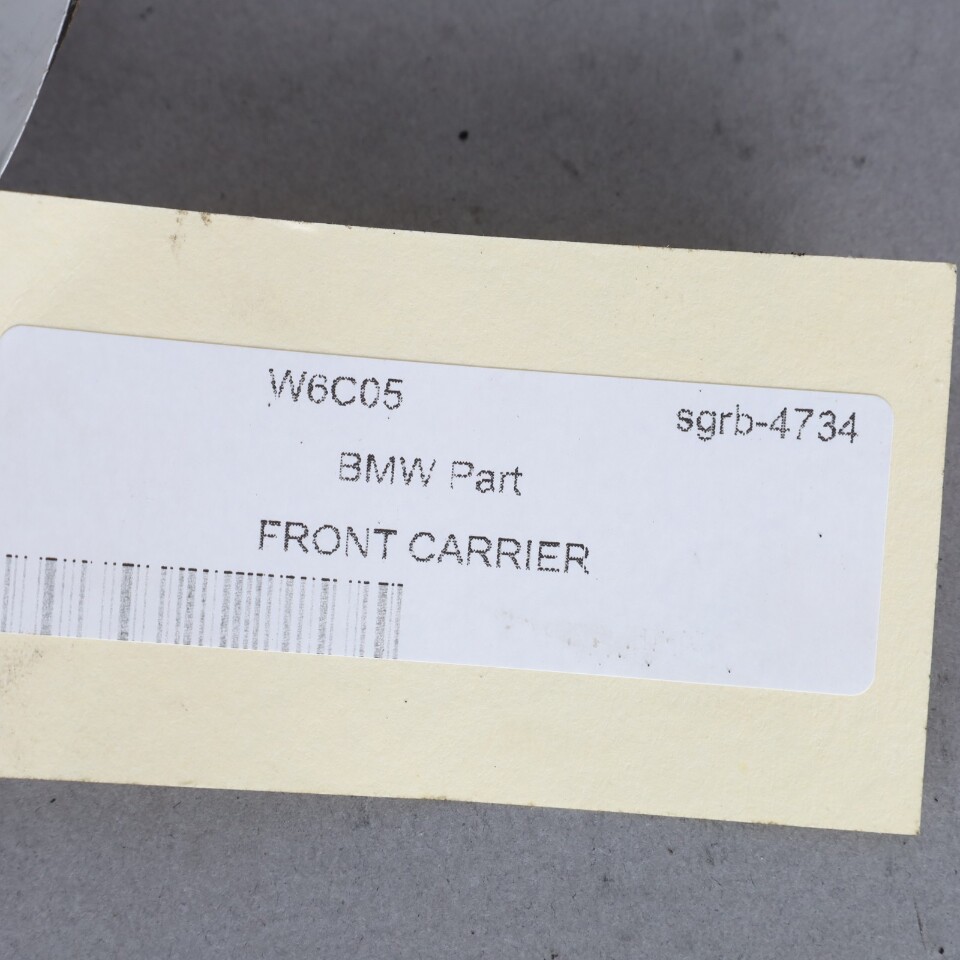 W6C05
sgrb-4734
BMW Part
FRONT CARRIER